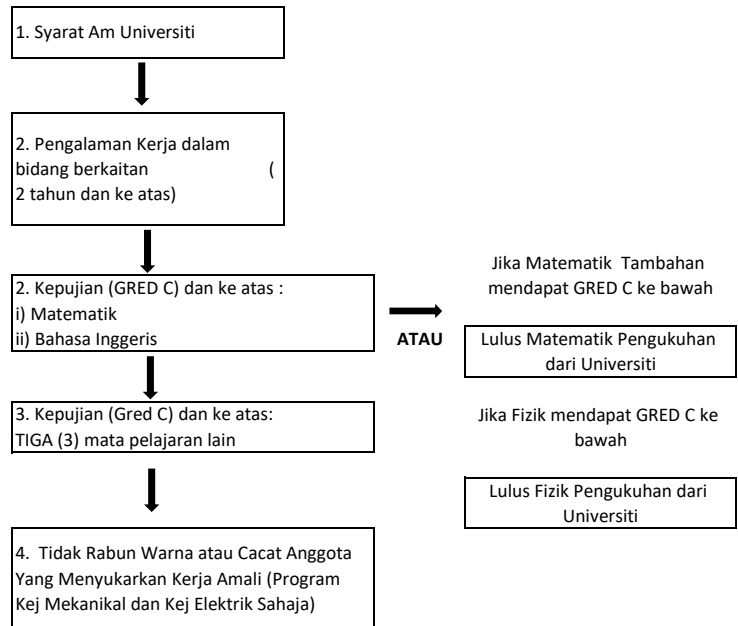 1. Syarat Am Universiti
2. Pengalaman Kerja dalam
bidang berkaitan (
2 tahun dan ke atas)
2. Kepujian (GRED C) dan ke atas :
i) Matematik
ii) Bahasa Inggeris
ATAU
Jika Matematik Tambahan
mendapat GRED C ke bawah
Lulus Matematik Pengukuhan
dari Universiti
3. Kepujian (Gred C) dan ke atas:
TIGA (3) mata pelajaran lain
Jika Fizik mendapat GRED C ke
bawah
Lulus Fizik Pengukuhan dari
Universiti
4. Tidak Rabun Warna atau Cacat Anggota
Yang Menyukarkan Kerja Amali (Program
Kej Mekanikal dan Kej Elektrik Sahaja)